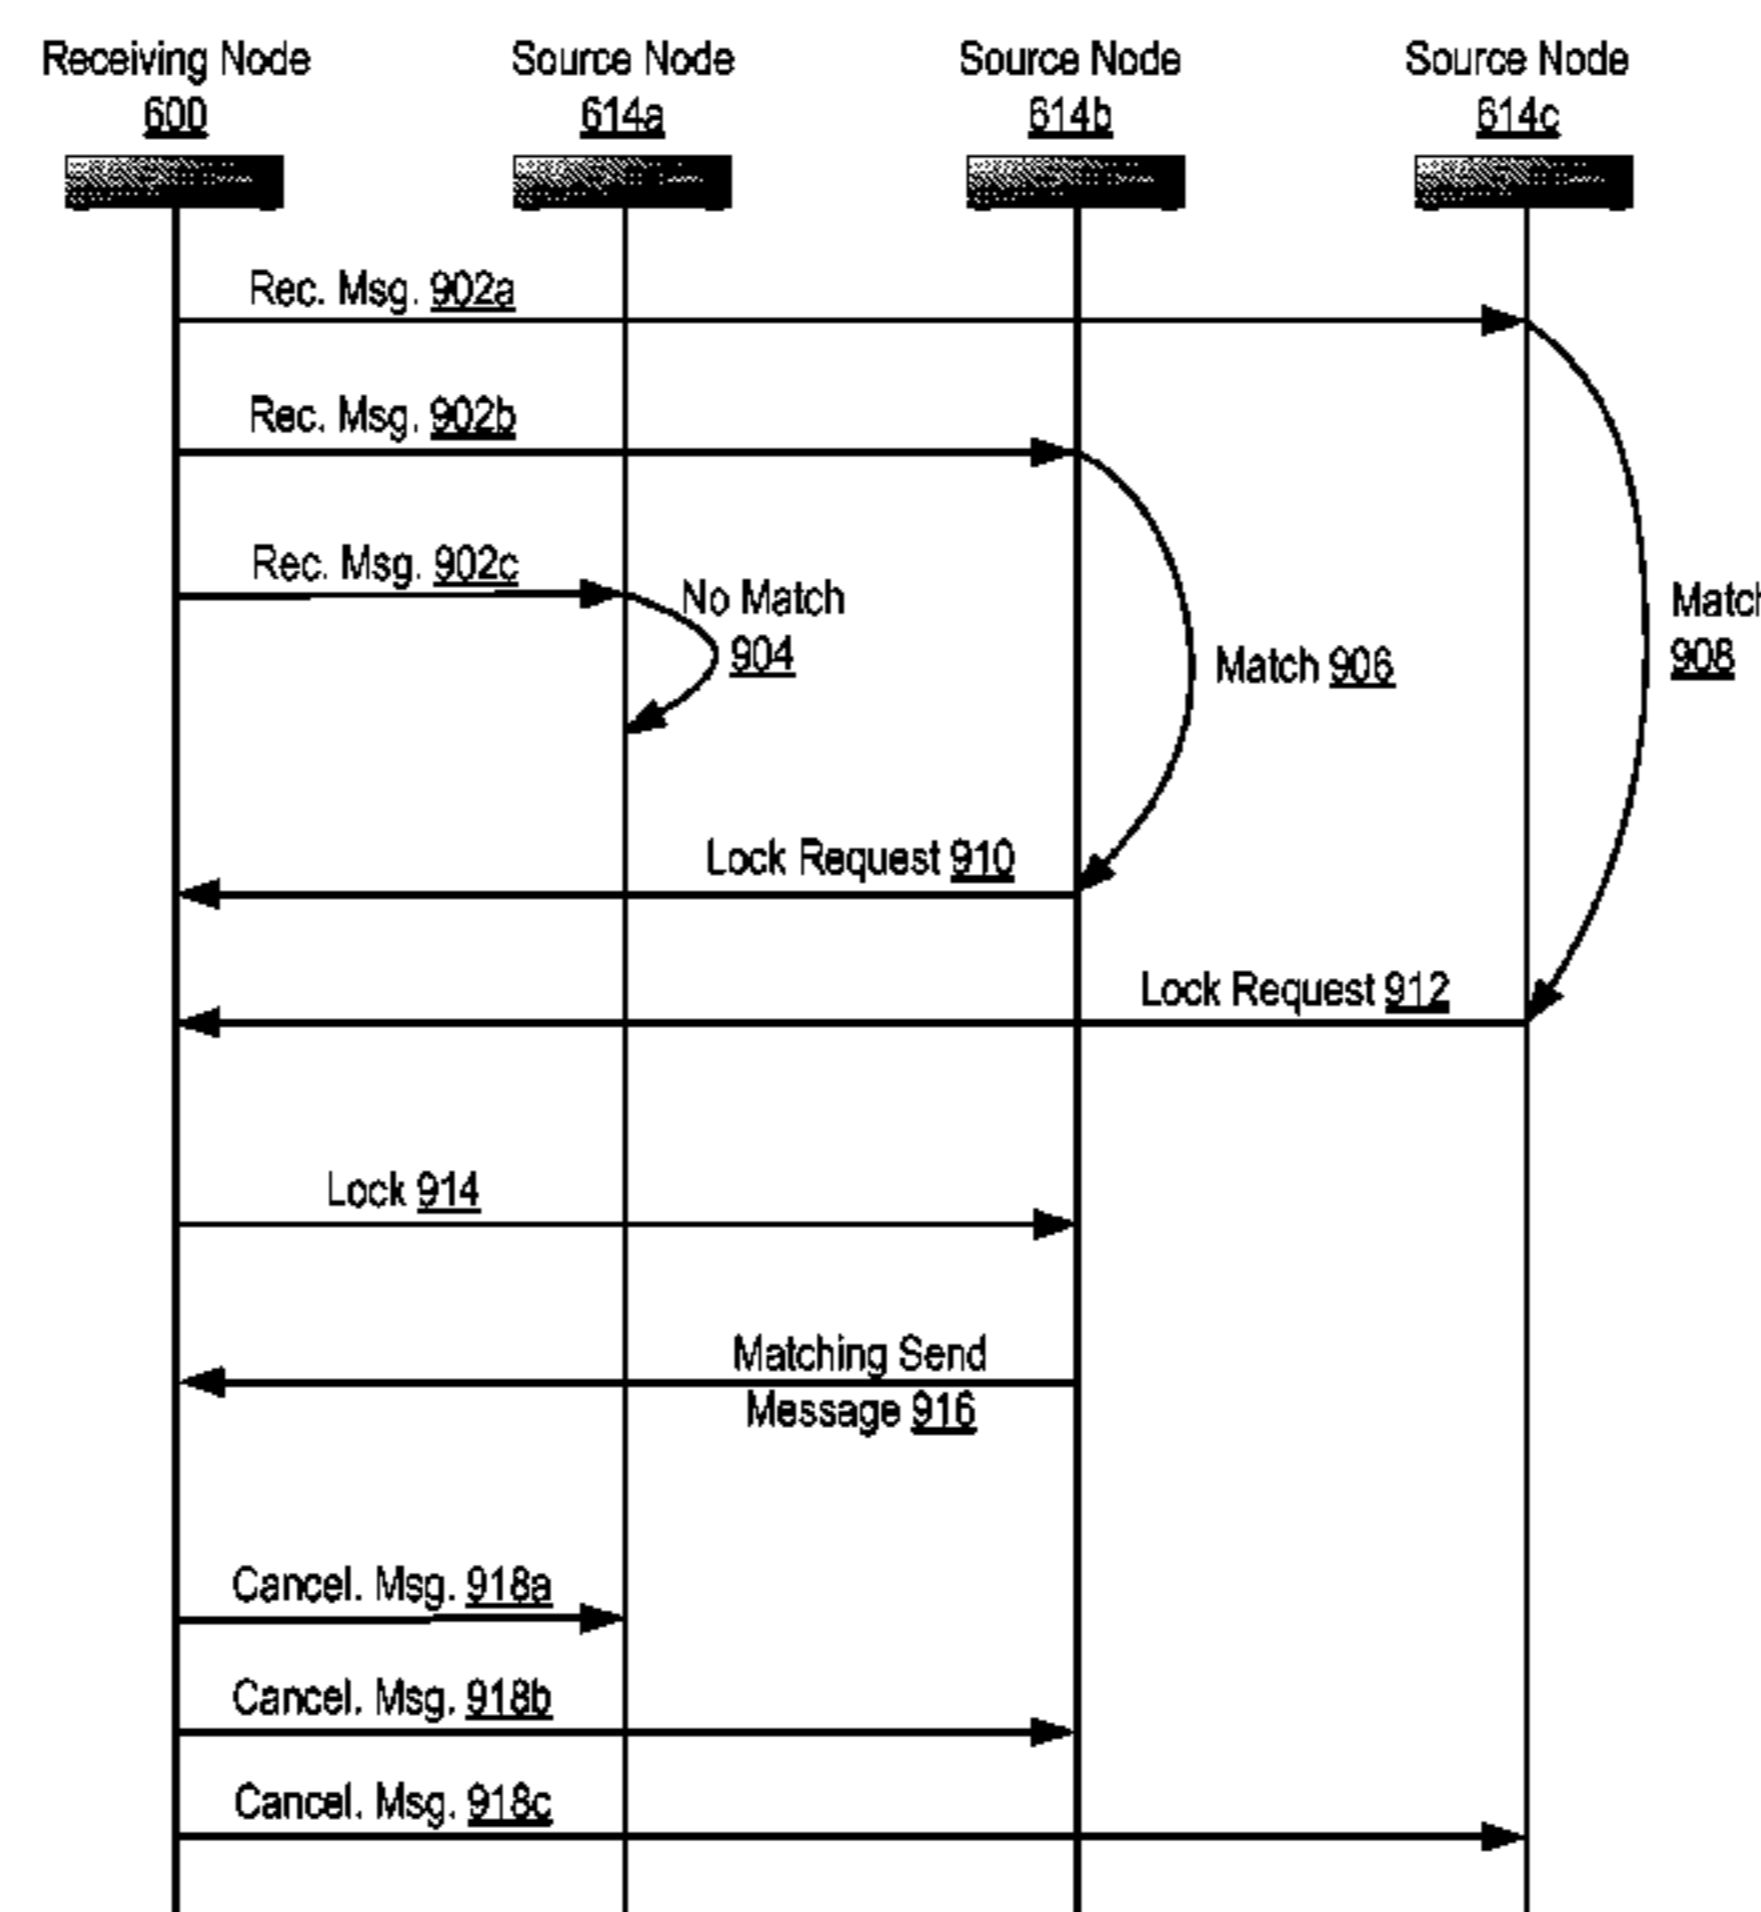 Receiving Node
600
Source Node
614a
Source Node
614b
Source Node
614c
Rec. Msg. 902a
Rec. Msg. 902b
Rec. Msg. 902c
No Match
904
Match 906
Match
908
Lock Request 910
Lock Request 912
Lock 914
Matching Send
Message 916
Cancel. Msg. 918a
Cancel. Msg. 918b
Cancel. Msg. 918c